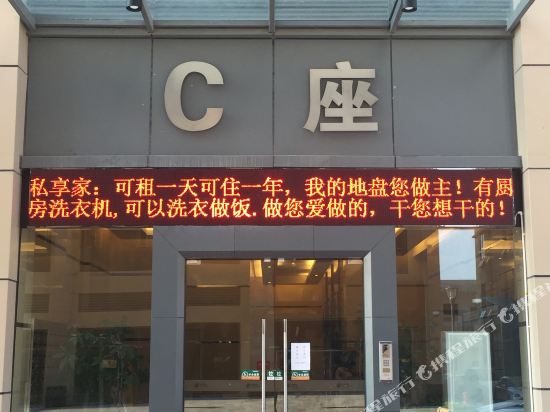 C 座
私享家：可租一天可住一年，我的地盘您做主！有厨
房洗衣机,可以洗衣做饭.做您爱做的，干您想干的！
携程旅行